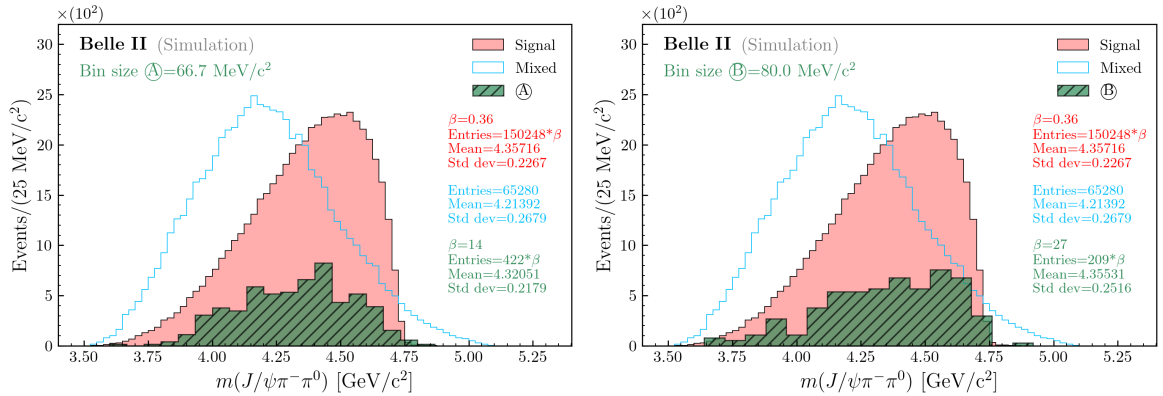 ×(10²)
Belle II (Simulation)
Bin size Ⓐ=66.7 MeV/c²
Signal
Mixed
Ⓐ
β=0.36
Entries=150248*β
Mean=4.35716
Std dev=0.2267
Entries=65280
Mean=4.21392
Std dev=0.2679
β=14
Entries=422*β
Mean=4.32051
Std dev=0.2179
Events/(25 MeV/c²)
30
25
20
15
10
5
0
3.50 3.75 4.00 4.25 4.50 4.75 5.00 5.25
m(J/ψπ⁻π⁰) [GeV/c²]
×(10²)
Belle II (Simulation)
Bin size Ⓑ=80.0 MeV/c²
Signal
Mixed
Ⓑ
β=0.36
Entries=150248*β
Mean=4.35716
Std dev=0.2267
Entries=65280
Mean=4.21392
Std dev=0.2679
β=27
Entries=209*β
Mean=4.35531
Std dev=0.2516
Events/(25 MeV/c²)
30
25
20
15
10
5
0
3.50 3.75 4.00 4.25 4.50 4.75 5.00 5.25
m(J/ψπ⁻π⁰) [GeV/c²]